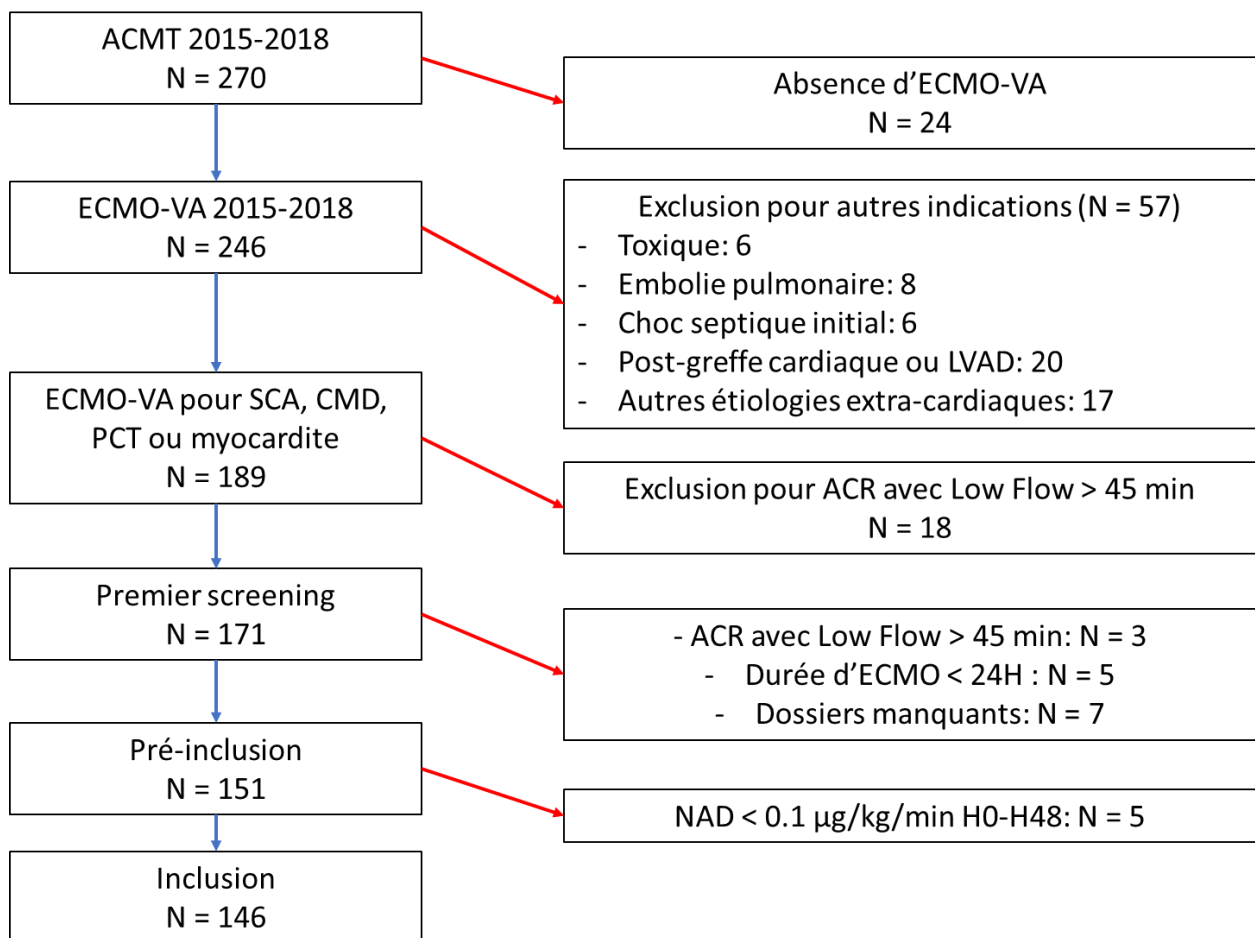 ACMT 2015-2018
N = 270
Absence d’ECMO-VA
N = 24
ECMO-VA 2015-2018
N = 246
Exclusion pour autres indications (N = 57)
- Toxique: 6
- Embolie pulmonaire: 8
- Choc septique initial: 6
- Post-greffe cardiaque ou LVAD: 20
- Autres étiologies extra-cardiaques: 17
ECMO-VA pour SCA, CMD,
PCT ou myocardite
N = 189
Exclusion pour ACR avec Low Flow > 45 min
N = 18
Premier screening
N = 171
- ACR avec Low Flow > 45 min: N = 3
- Durée d’ECMO < 24H : N = 5
- Dossiers manquants: N = 7
Pré-inclusion
N = 151
NAD < 0.1 µg/kg/min H0-H48: N = 5
Inclusion
N = 146